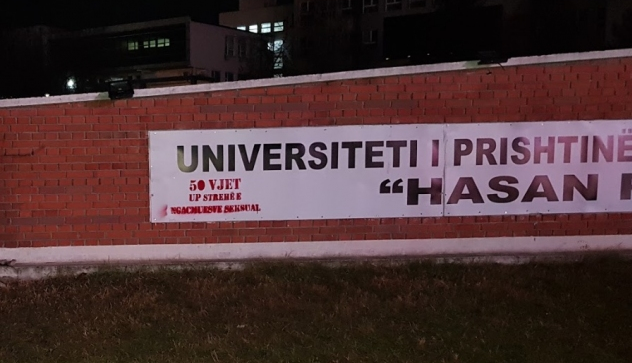 UNIVERSITETI I PRISHTINË
"HASAN
50 VJET
UP STREHË E
NGACMUESVE SEKSUAL